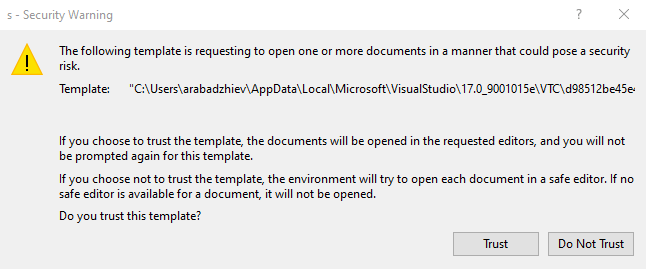 s - Security Warning
The following template is requesting to open one or more documents in a manner that could pose a security
risk.
Template: "C:\Users\arabadzhiev\AppData\Local\Microsoft\VisualStudio\17.0_9001015e\VTC\d98512be45e4
If you choose to trust the template, the documents will be opened in the requested editors, and you will not
be prompted again for this template.
If you choose not to trust the template, the environment will try to open each document in a safe editor. If no
safe editor is available for a document, it will not be opened.
Do you trust this template?
Trust Do Not Trust